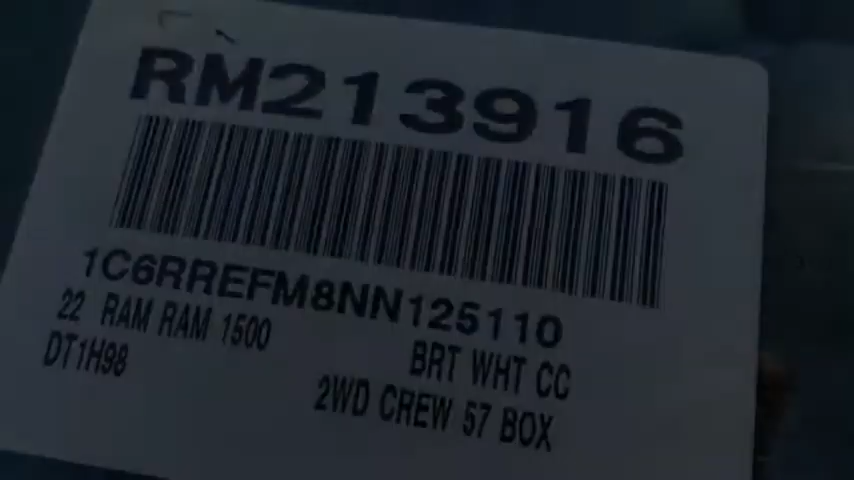 RM213916
1C6RREFM8NN125110
22 RAM RAM 1500 BRT WHT CC
DT1H98 2WD CREW 57 BOX